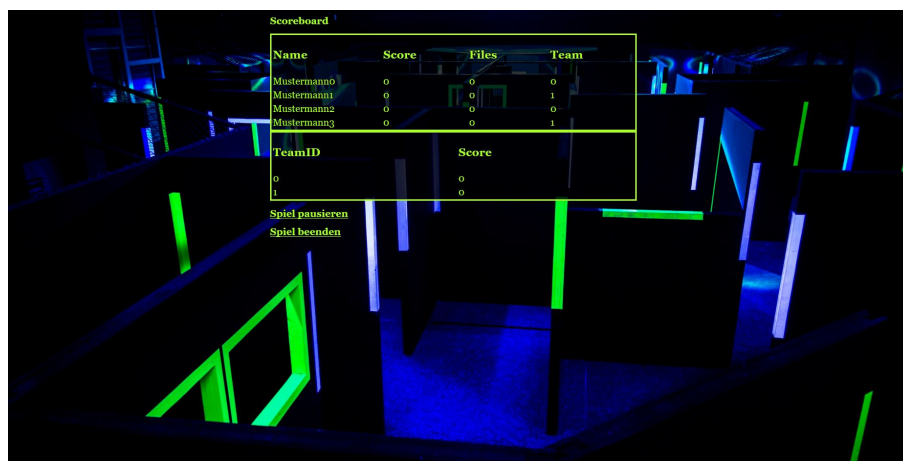 Scoreboard
Name Score Files Team
Mustermann0 0 0 0
Mustermann1 0 0 1
Mustermann2 0 0 0
Mustermann3 0 0 1
TeamID Score
0 0
1 0
Spiel pausieren
Spiel beenden